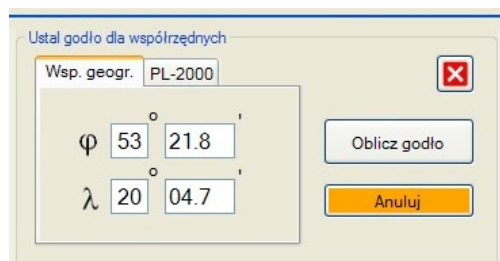 Ustal godło dla współrzędnych
Wsp. geogr. PL-2000
φ 53 ° 21.8 '
Oblicz godło
λ 20 ° 04.7 '
Anuluj